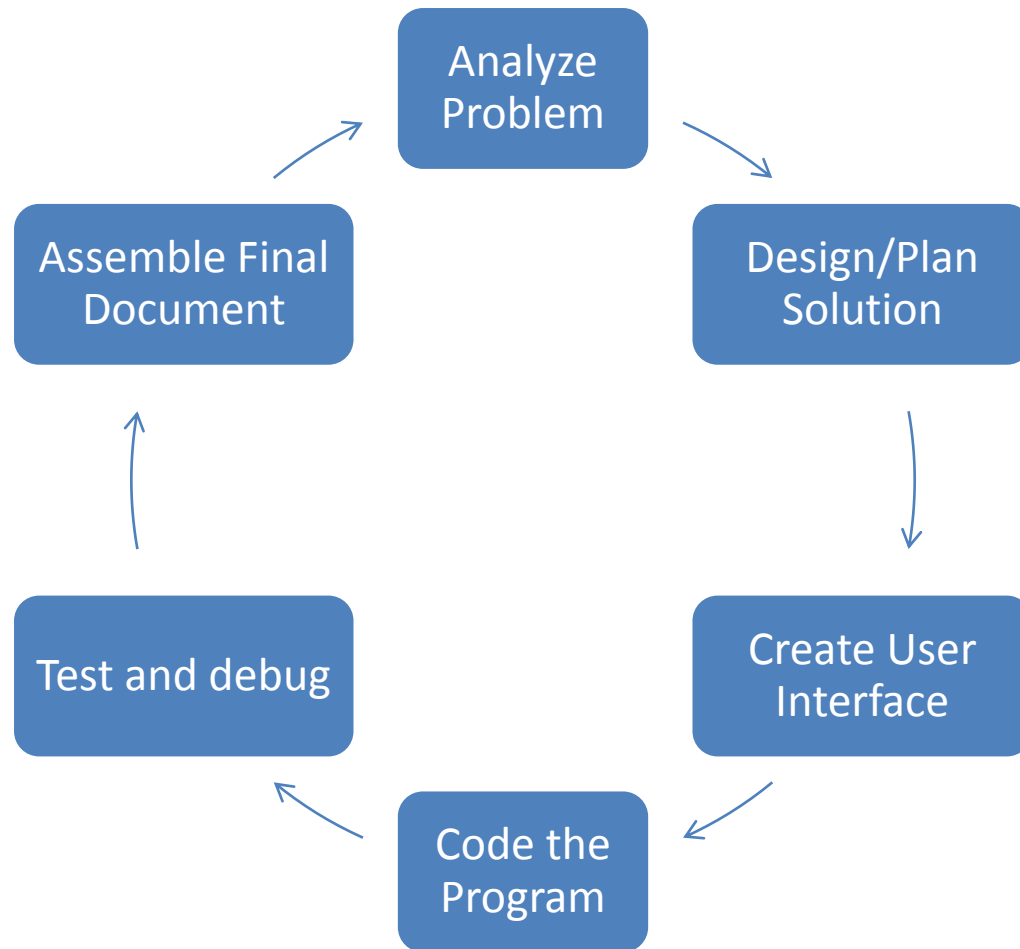 Analyze
Problem
Design/Plan
Solution
Create User
Interface
Code the
Program
Test and debug
Assemble Final
Document